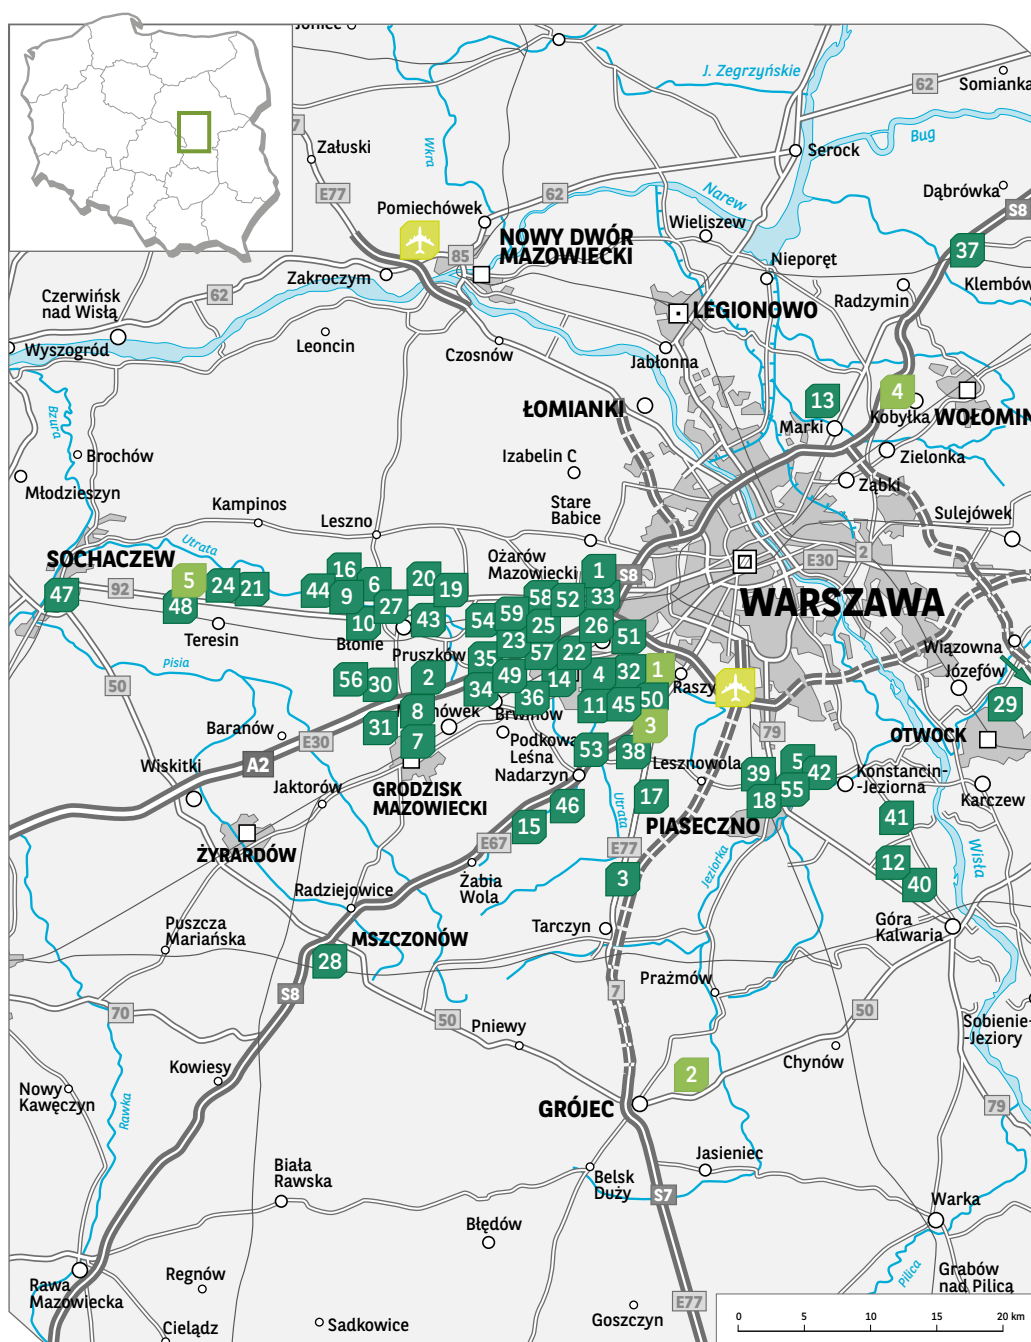 J. Zegrzyńskie
62
Somianka
Bug
Załuski
Wkra
Serock
E77
62
Narew
Dąbrówka
S8
Pomiechówek
Wieliszew
NOWY DWÓR
MAZOWIECKI
37
85
Nieporęt
Zakroczym
Klembów
Radzymin
62
Czerwińsk
nad Wisłą
LEGIONOWO
Leoncin
Wyszogród
Czosnów
Jabłonna
4
13
ŁOMIANKI
Kobyłka
WOŁOMIN
Bzura
Marki
Brochów
Izabelin C
Zielonka
Młodzieszyn
Ząbki
Kampinos
Stare
Babice
Sulejówek
Leszno
Utrata
SOCHACZEW
Ożarów
Mazowiecki
2
E30
16
1
S8
5
24
21
44
6
20
19
92
47
9
58
52
33
WARSZAWA
48
27
59
Teresin
10
43
54
25
26
Błonie
51
23
Wiązowna
Pruszków
57
22
Pisia
35
Józefów
50
56
30
2
49
14
4
32
1
Raszy
34
36
11
45
50
29
8
31
Brwinów
3
79
Baranów
E30
7
Podkowa
Leśna
Nadarzyn
53
38
OTWOCK
A2
Wiskitki
Lesznowola
39
5
42
Konstancin-
-Jeziorna
Jaktorów
GRODZISK
MAZOWIECKI
55
Karczew
17
18
46
41
15
Utrata
PIASECZNO
ŻYRARDÓW
E67
E77
Jeziorka
Wisła
Żabia
Wola
3
12
40
Radziejowice
Puszcza
Mariańska
Tarczyn
Góra
Kalwaria
MSZCZONÓW
28
Prażmów
S8
7
70
50
50
Sobienie-
-Jeziory
Pniewy
Chynów
Kowiesy
2
Nowy
Kawęczyn
Rawka
GRÓJEC
79
Jasieniec
Biała
Rawska
Belsk
Duży
S7
Warka
Błędów
Regnów
Pilica
Grabów
nad Pilicą
Rawa
Mazowiecka
E77
Goszczyn
Sadkowice
Cielądz
0 5 10 15 20 km